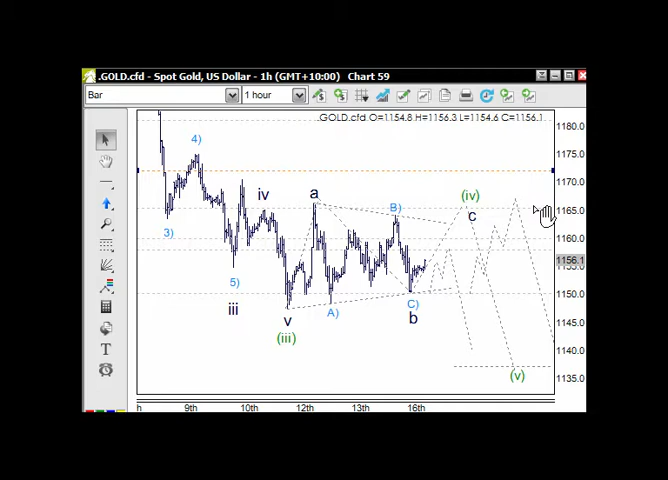 .GOLD.cfd - Spot Gold, US Dollar - 1h (GMT+10:00) Chart 59
Bar 1 hour
.GOLD.cfd O=1154.8 H=1156.3 L=1154.6 C=1156.1
1180.0
4)
1175.0
1170.0
iv a B) (iv)
c
1165.0
3)
1160.0
1156.1
5)
1150.0
iii v A) C)
b
1145.0
(iii)
1140.0
(v)
1135.0
h 9th 10th 12th 13th 16th